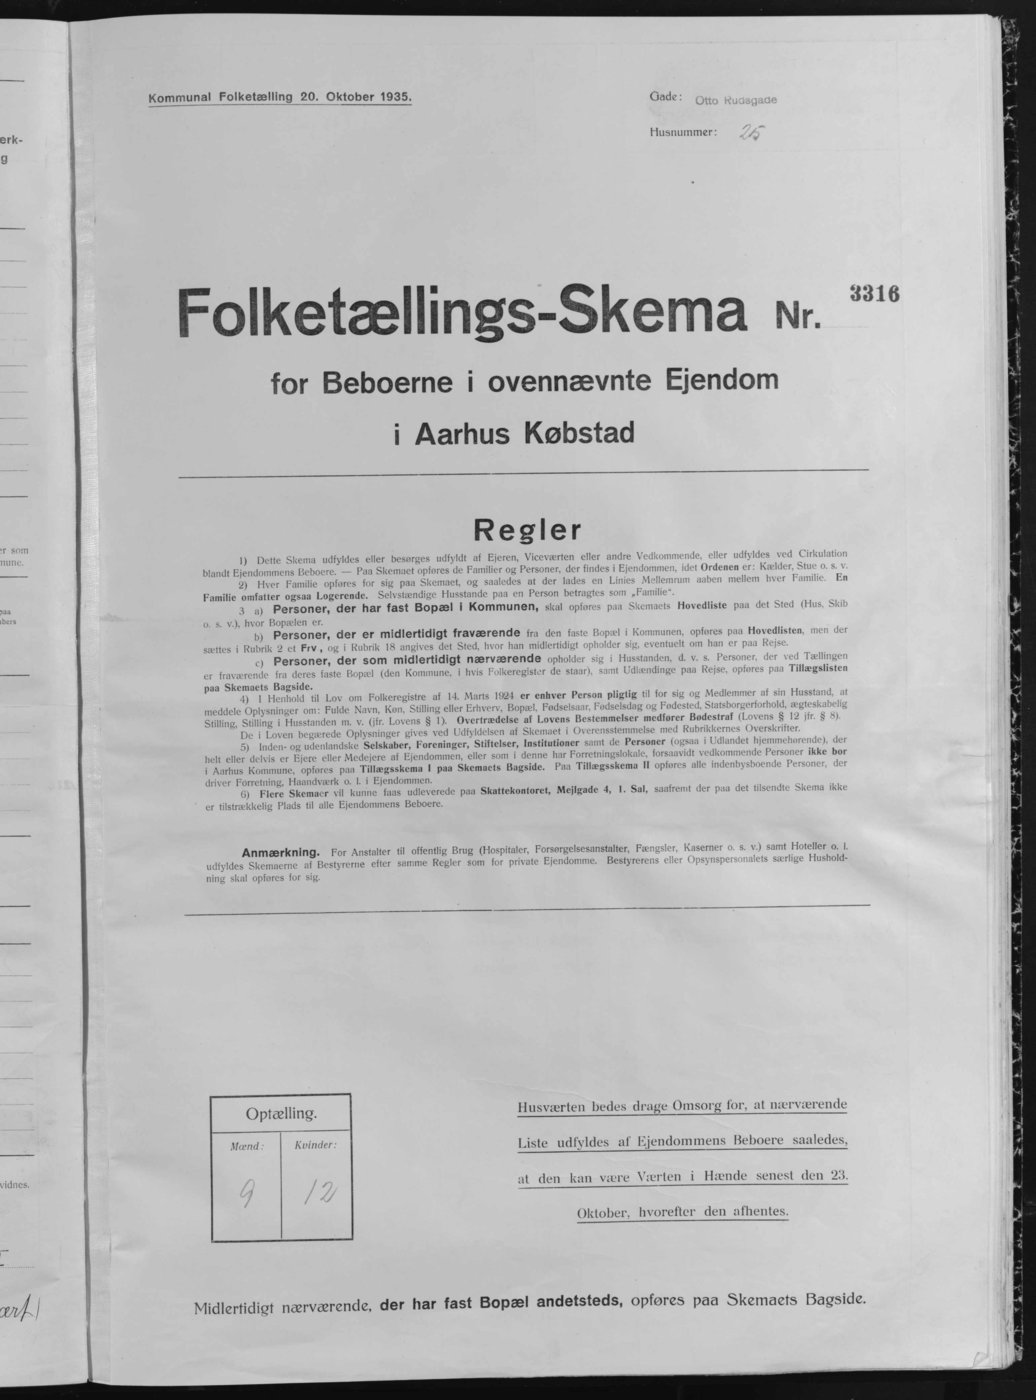 Kommunal Folketælling 20. Oktober 1935.
Gade: Otto Rudsgade
Husnummer: 25
Folketællings-Skema Nr. 3316
for Beboerne i ovennævnte Ejendom
i Aarhus Købstad
Regler
1) Dette Skema udfyldes eller besørges udfyldt af Ejeren, Viceværten eller andre Vedkommende, eller udfyldes ved Cirkulation
blandt Ejendommens Beboere. — Paa Skemaet opføres de Familier og Personer, der findes i Ejendommen, idet Ordenen er: Kælder, Stue o. s. v.
2) Hver Familie opføres for sig paa Skemaet, og saaledes at der lades en Linies Mellemrum aaben mellem hver Familie. En
Familie omfatter ogsaa Logerende. Selvstændige Husstande paa en Person betragtes som „Familie“.
3 a) Personer, der har fast Bopæl i Kommunen, skal opføres paa Skemaets Hovedliste paa det Sted (Hus, Skib
o. s. v.), hvor Bopælen er.
b) Personer, der er midlertidigt fraværende fra den faste Bopæl i Kommunen, opføres paa Hovedlisten, men der
sættes i Rubrik 2 et Frv., og i Rubrik 18 angives det Sted, hvor han midlertidigt opholder sig, eventuelt om han er paa Rejse.
c) Personer, der som midlertidigt nærværende opholder sig i Husstanden, d. v. s. Personer, der ved Tællingen
er fraværende fra deres faste Bopæl (den Kommune, i hvis Folkeregister de staar), samt Udlændinge paa Rejse, opføres paa Tillægslisten
paa Skemaets Bagside.
4) I Henhold til Lov om Folkeregistre af 14. Marts 1924 er enhver Person pligtig til for sig og Medlemmer af sin Husstand, at
meddele Oplysninger om: Fulde Navn, Køn, Stilling eller Erhverv, Bopæl, Fødselsaar, Fødselsdag og Fødested, Statsborgerforhold, ægteskabelig
Stilling, Stilling i Husstanden m. v. (jfr. Lovens § 1). Overtrædelse af Lovens Bestemmelser medfører Bødestraf (Lovens § 12 jfr. § 8).
De i Loven begærede Oplysninger gives ved Udfyldelsen af Skemaet i Overensstemmelse med Rubrikkernes Overskrifter.
5) Inden- og udenlandske Selskaber, Foreninger, Stiftelser, Institutioner samt de Personer (ogsaa i Udlandet hjemmehørende), der
helt eller delvis er Ejere eller Medejere af Ejendommen, eller som i denne har Forretningslokale, forsaavidt vedkommende Personer ikke bor
i Aarhus Kommune, opføres paa Tillægsskema I paa Skemaets Bagside. Paa Tillægsskema II opføres alle indenbysboende Personer, der
driver Forretning, Haandværk o. l. i Ejendommen.
6) Flere Skemaer vil kunne faas udleverede paa Skattekontoret, Mejlgade 4, 1. Sal, saafremt der paa det tilsendte Skema ikke
er tilstrækkelig Plads til alle Ejendommens Beboere.
Anmærkning. For Anstalter til offentlig Brug (Hospitaler, Forsørgelsesanstalter, Fængsler, Kaserner o. s. v.) samt Hoteller o. l.
udfyldes Skemaerne af Bestyrerne efter samme Regler som for private Ejendomme. Bestyrerens eller Opsynspersonalets særlige Hushold-
ning skal opføres for sig.
Optælling.
Mænd: Kvinder:
9 12
Husværten bedes drage Omsorg for, at nærværende
Liste udfyldes af Ejendommens Beboere saaledes,
at den kan være Værten i Hænde senest den 23.
Oktober, hvorefter den afhentes.
Midlertidigt nærværende, der har fast Bopæl andetsteds, opføres paa Skemaets Bagside.